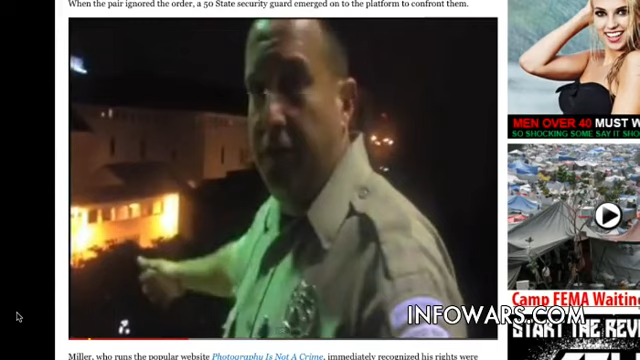 When the pair ignored the order, a 50 State security guard emerged on to the platform to confront them.
MEN OVER 40 MUST W
SO SHOCKING SOME SAY IT SHO
Camp FEMA Waiting
INFOWARS.COM
START THE REV
Miller, who runs the popular website Photography Is Not A Crime, immediately recognized his rights were